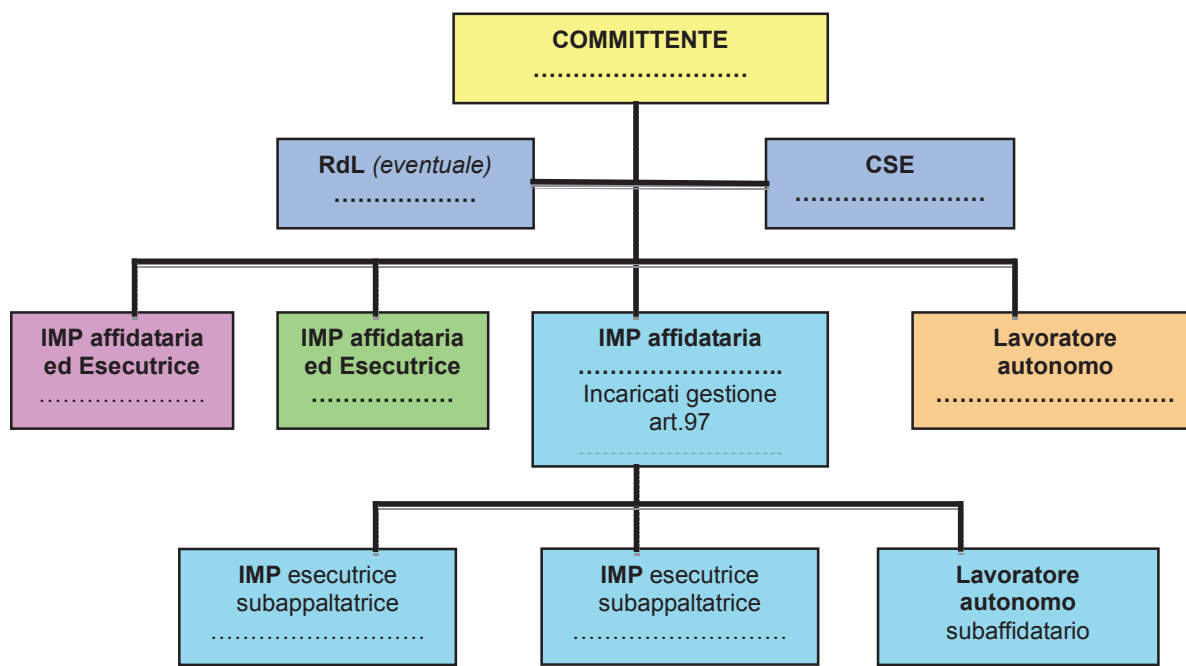 COMMITTENTE
...........................
RdL (eventuale)
..................
CSE
........................
IMP affidataria
ed Esecutrice
.....................
IMP affidataria
ed Esecutrice
..................
IMP affidataria
..........................
Incaricati gestione
art.97
..........................
Lavoratore
autonomo
..............................
IMP esecutrice
subappaltatrice
...........................
IMP esecutrice
subappaltatrice
..........................
Lavoratore
autonomo
subaffidatario